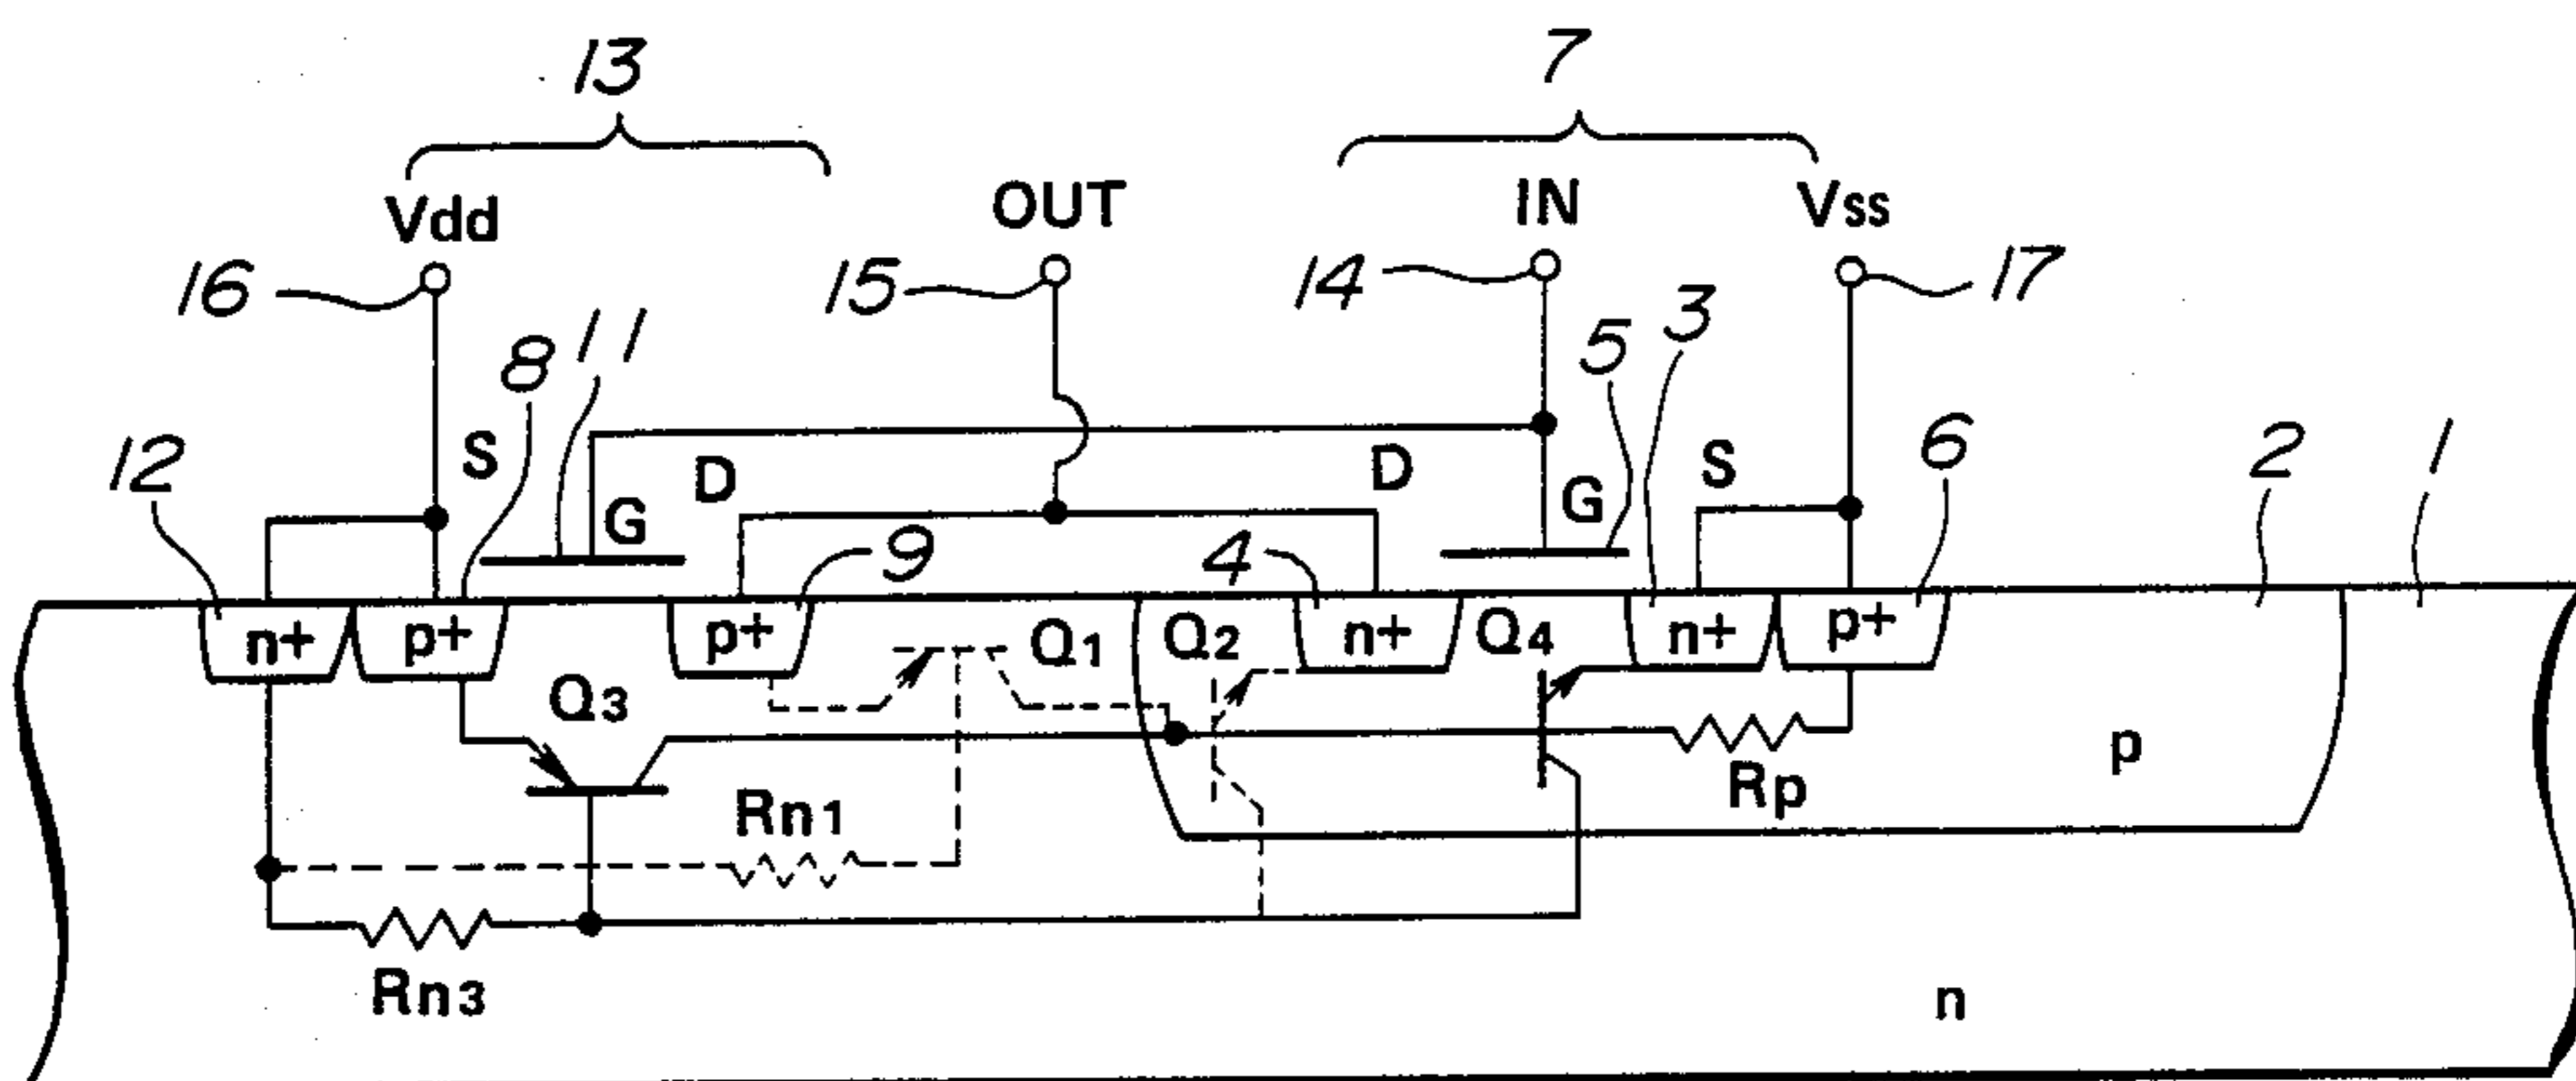 13 7
Vdd OUT IN Vss
16 15 14 17
8 11 5 3
12 S D D S 6 2 1
G G
9 4
n+ p+ p+ Q1 Q2 n+ Q4 n+ p+
Q3
p
Rn1 Rp
Rn3 n